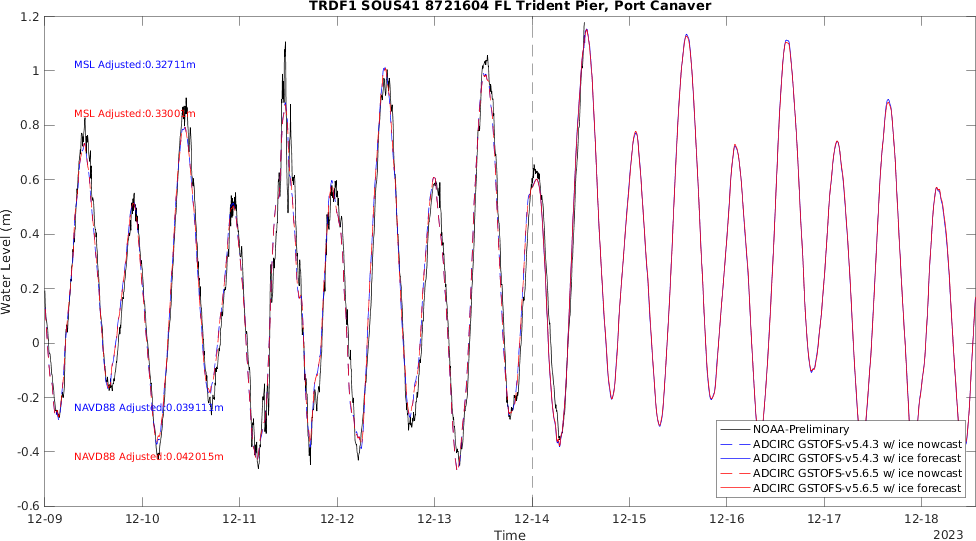 TRDF1 SOUS41 8721604 FL Trident Pier, Port Canaver
1.2
1
0.8
0.6
0.4
0.2
0
-0.2
-0.4
-0.6
Water Level (m)
MSL Adjusted:0.32711m
MSL Adjusted:0.33007m
NAVD88 Adjusted:0.039111m
NAVD88 Adjusted:0.042015m
NOAA-Preliminary
ADCIRC GSTOFS-v5.4.3 w/ ice nowcast
ADCIRC GSTOFS-v5.4.3 w/ ice forecast
ADCIRC GSTOFS-v5.6.5 w/ ice nowcast
ADCIRC GSTOFS-v5.6.5 w/ ice forecast
12-09 12-10 12-11 12-12 12-13 12-14 12-15 12-16 12-17 12-18
Time
2023